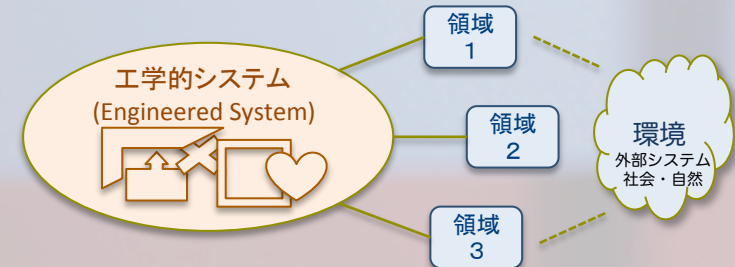 工学的システム
(Engineered System)
領域
1
領域
2
領域
3
環境
外部システム
社会・自然